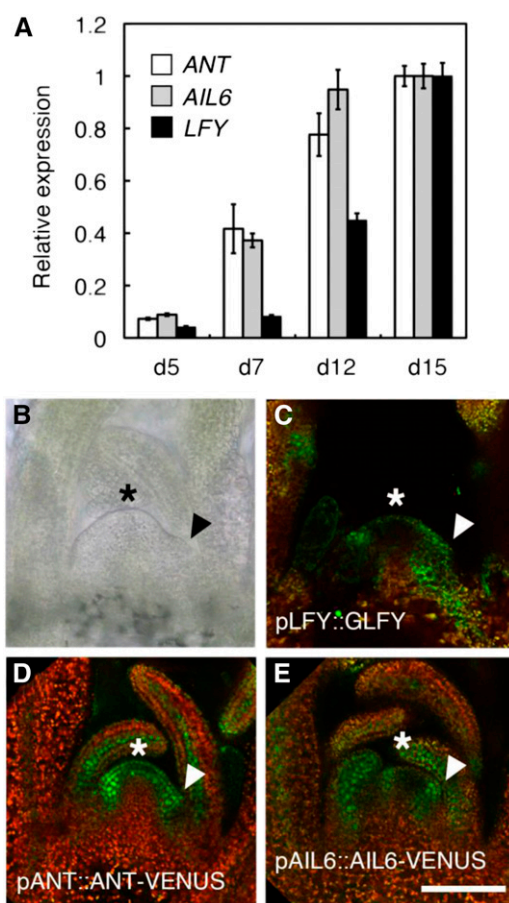 A
1.2
1
0.8
0.6
0.4
0.2
0
Relative expression
ANT
AIL6
LFY
d5
d7
d12
d15
B
*
C
*
pLFY::GLFY
D
*
pANT::ANT-VENUS
E
*
pAIL6::AIL6-VENUS